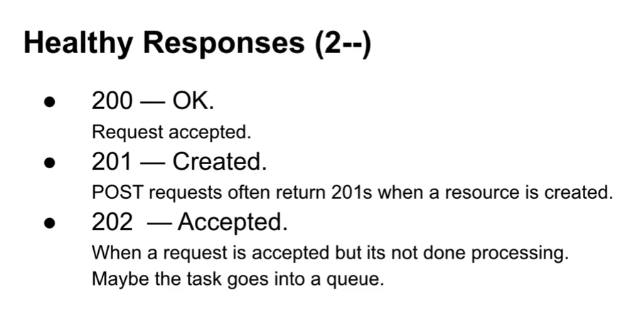 Healthy Responses (2--)
● 200 — OK.
Request accepted.
● 201 — Created.
POST requests often return 201s when a resource is created.
● 202 — Accepted.
When a request is accepted but its not done processing.
Maybe the task goes into a queue.